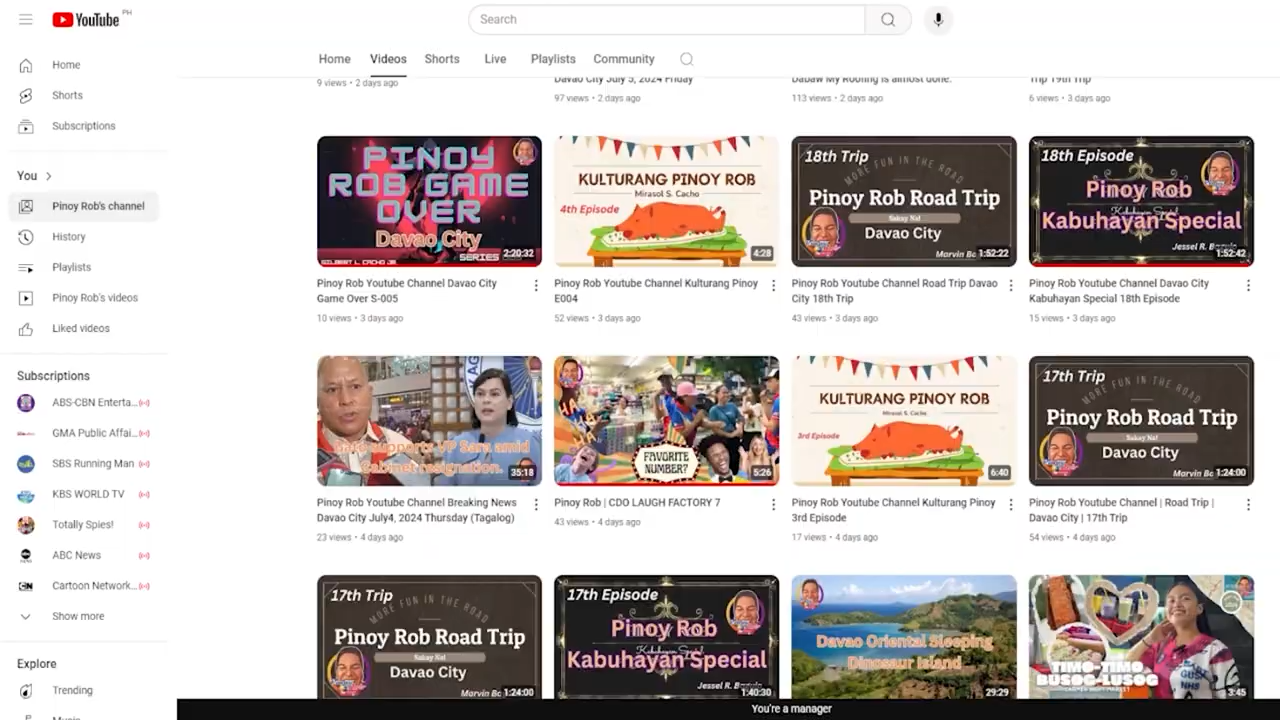 YouTube PH
Search
Home
Shorts
Subscriptions
You
Pinoy Rob's channel
History
Playlists
Pinoy Rob's videos
Liked videos
Subscriptions
ABS-CBN Enterta...
GMA Public Affai...
SBS Running Man
KBS WORLD TV
Totally Spies!
ABC News
Cartoon Network...
Show more
Explore
Trending
Home Videos Shorts Live Playlists Community
9 views • 2 days ago
Davao City July 5, 2024 Friday
97 views • 2 days ago
Dabaw My Roofing is almost done.
113 views • 2 days ago
Trip 19th Trip
6 views • 3 days ago
PINOY
ROB GAME
OVER
Davao City
SERIES
2:20:32
Pinoy Rob Youtube Channel Davao City
Game Over S-005
10 views • 3 days ago
KULTURANG PINOY ROB
Mirasol S. Cacho
4th Episode
4:28
Pinoy Rob Youtube Channel Kulturang Pinoy
E004
52 views • 3 days ago
18th Trip
MORE FUN IN THE ROAD
Pinoy Rob Road Trip
Sakay Na!
Davao City
Marvin Bc
1:52:22
Pinoy Rob Youtube Channel Road Trip Davao
City 18th Trip
43 views • 3 days ago
18th Episode
Pinoy Rob
Kabuhayan Special
Jessel R.
1:52:42
Pinoy Rob Youtube Channel Davao City
Kabuhayan Special 18th Episode
15 views • 3 days ago
Bato supports VP Sara amid
Cabinet resignation.
35:18
Pinoy Rob Youtube Channel Breaking News
Davao City July4, 2024 Thursday (Tagalog)
23 views • 4 days ago
FAVORITE
NUMBER?
5:26
Pinoy Rob | CDO LAUGH FACTORY 7
43 views • 4 days ago
KULTURANG PINOY ROB
Mirasol S. Cacho
3rd Episode
6:40
Pinoy Rob Youtube Channel Kulturang Pinoy
3rd Episode
17 views • 4 days ago
17th Trip
MORE FUN IN THE ROAD
Pinoy Rob Road Trip
Sakay Na!
Davao City
Marvin Bc
1:24:00
Pinoy Rob Youtube Channel | Road Trip |
Davao City | 17th Trip
54 views • 4 days ago
17th Trip
MORE FUN IN THE ROAD
Pinoy Rob Road Trip
Sakay Na!
Davao City
Marvin Bc
1:24:00
17th Episode
Pinoy Rob
Kabuhayan Special
Jessel R.
1:40:30
Davao Oriental Sleeping
Dinosaur Island
29:29
TIMO-TIMO
BUSOG-LUSOG
3:45
You're a manager